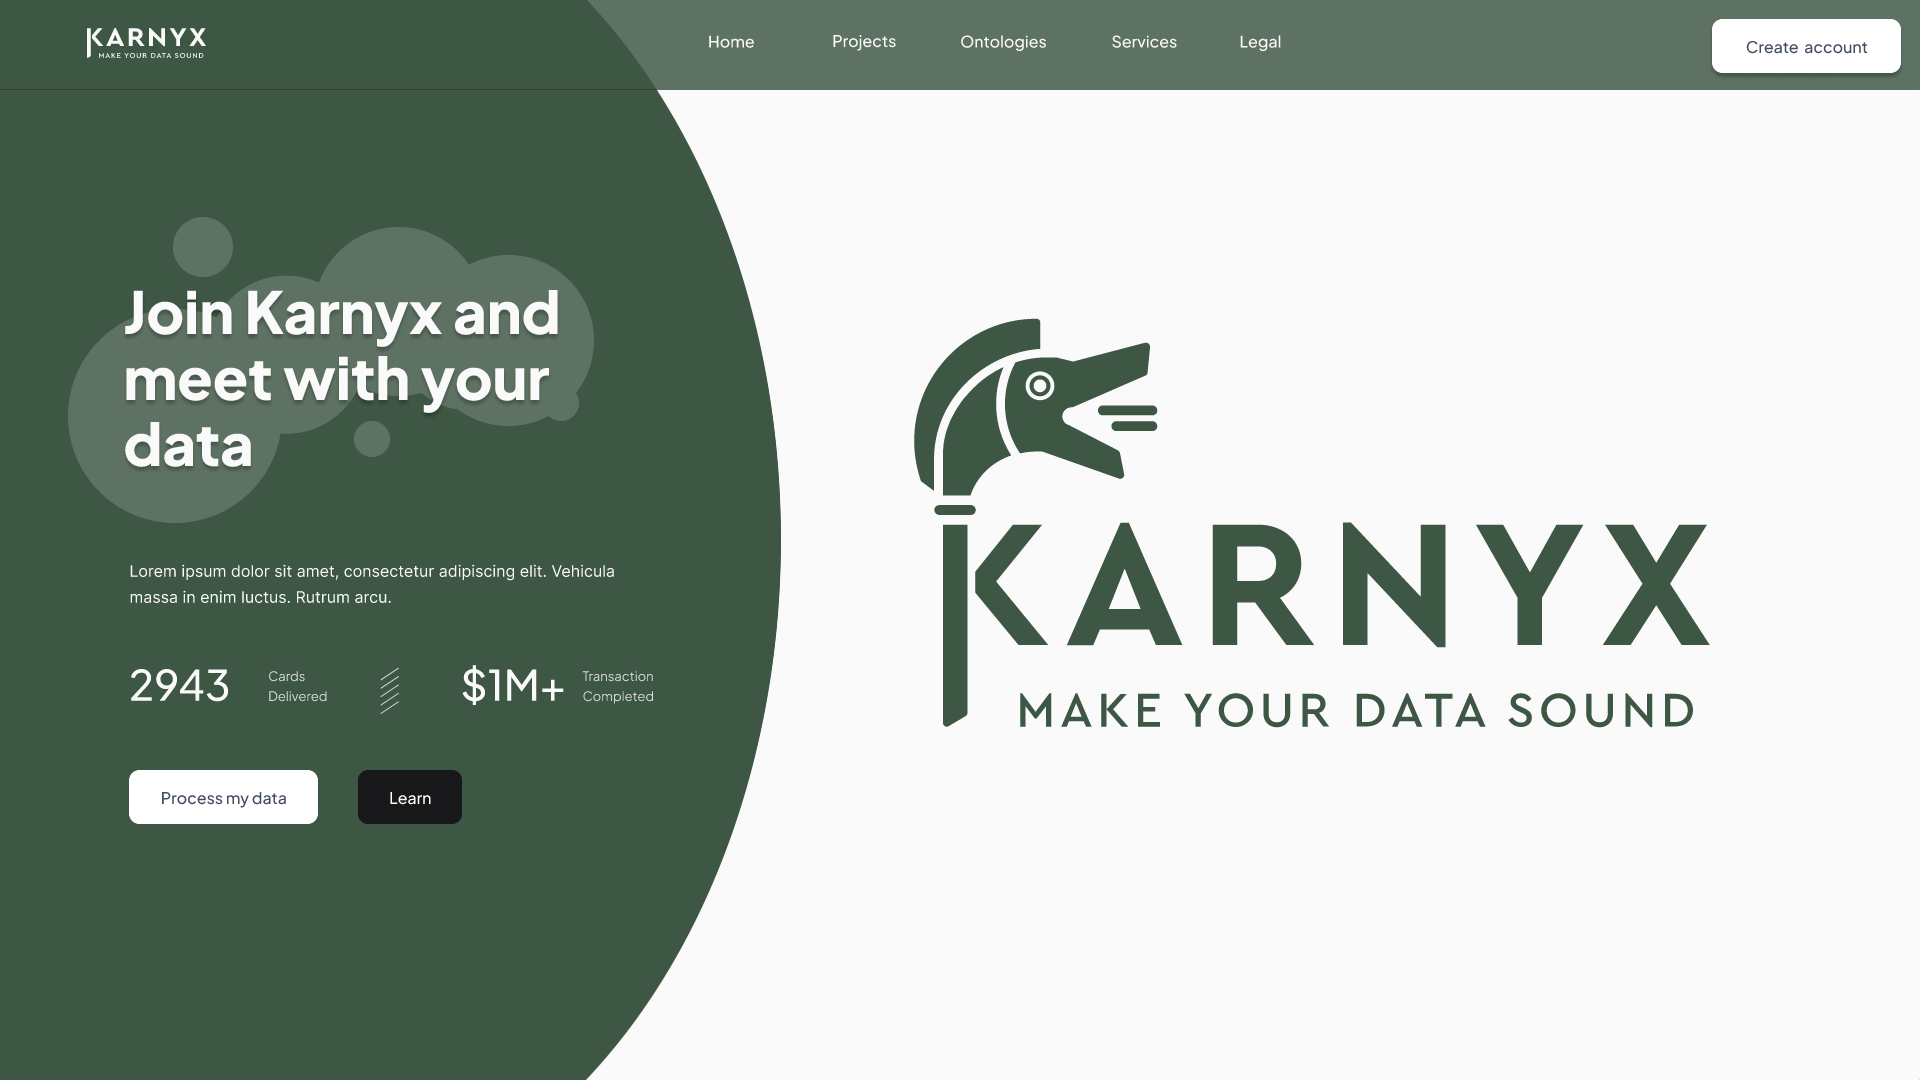 KARNYX
MAKE YOUR DATA SOUND
Home
Projects
Ontologies
Services
Legal
Create account
Join Karnyx and
meet with your
data
Lorem ipsum dolor sit amet, consectetur adipiscing elit. Vehicula
massa in enim luctus. Rutrum arcu.
2943
Cards
Delivered
$1M+
Transaction
Completed
Process my data
Learn
KARNYX
MAKE YOUR DATA SOUND